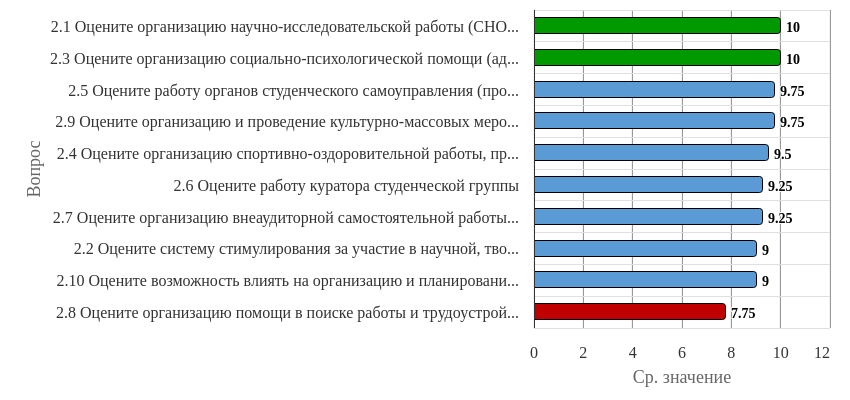 2.1 Оцените организацию научно-исследовательской работы (СНО... 10
2.3 Оцените организацию социально-психологической помощи (ад... 10
2.5 Оцените работу органов студенческого самоуправления (про... 9.75
2.9 Оцените организацию и проведение культурно-массовых меро... 9.75
2.4 Оцените организацию спортивно-оздоровительной работы, пр... 9.5
2.6 Оцените работу куратора студенческой группы 9.25
2.7 Оцените организацию внеаудиторной самостоятельной работы... 9.25
2.2 Оцените систему стимулирования за участие в научной, тво... 9
2.10 Оцените возможность влиять на организацию и планировани... 9
2.8 Оцените организацию помощи в поиске работы и трудоустрой... 7.75
Вопрос
0 2 4 6 8 10 12
Ср. значение